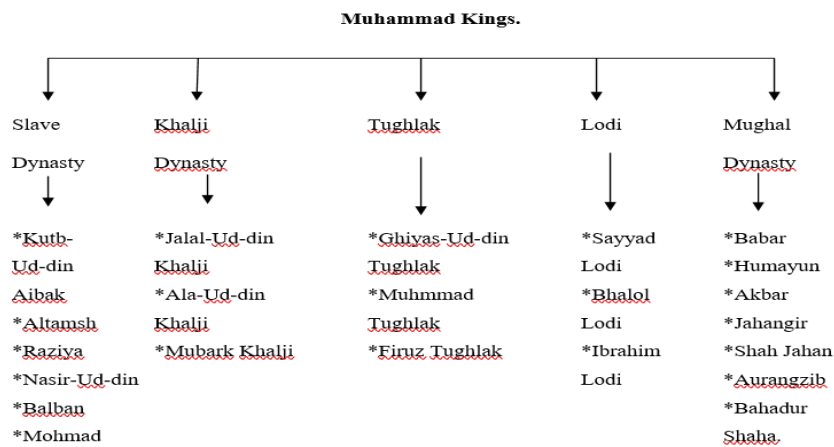 Muhammad Kings.
Slave
Dynasty
*Kutb-
Ud-din
Aibak
*Altamsh
*Raziya
*Nasir-Ud-din
*Balban
*Mohmad
Khalji
Dynasty
*Jalal-Ud-din
Khalji
*Ala-Ud-din
Khalji
*Mubark Khalji
Tughlak
*Ghiyas-Ud-din
Tughlak
*Muhmmad
Tughlak
*Firuz Tughlak
Lodi
*Sayyad
Lodi
*Bhalol
Lodi
*Ibrahim
Lodi
Mughal
Dynasty
*Babar
*Humayun
*Akbar
*Jahangir
*Shah Jahan
*Aurangzib
*Bahadur
Shaha.